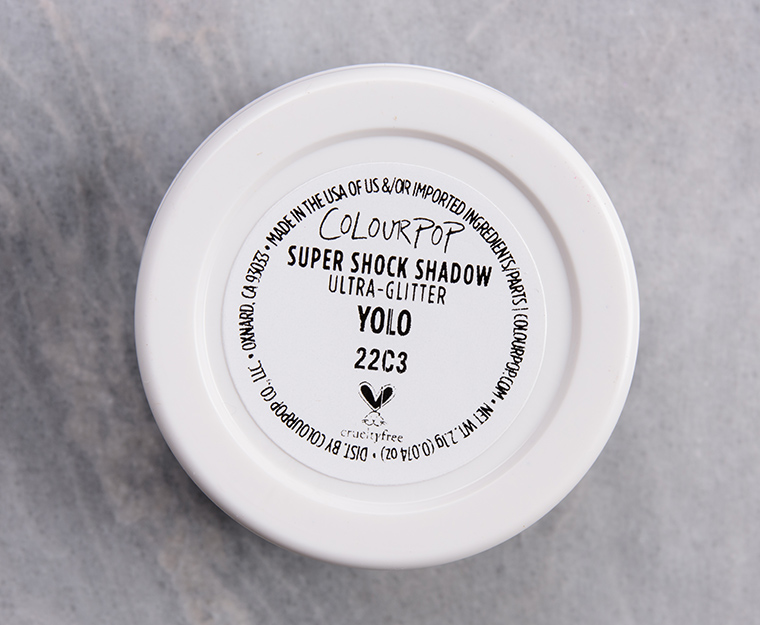 COLOURPOP
SUPER SHOCK SHADOW
ULTRA-GLITTER
YOLO
22C3
crueltyfree
• MADE IN THE USA OF US &/OR IMPORTED INGREDIENTS/PARTS | COLOURPOP.COM • NET WT. 2.1g (0.074 oz) • DIST. BY COLOURPOP CO., LLC. • OXNARD, CA 93033